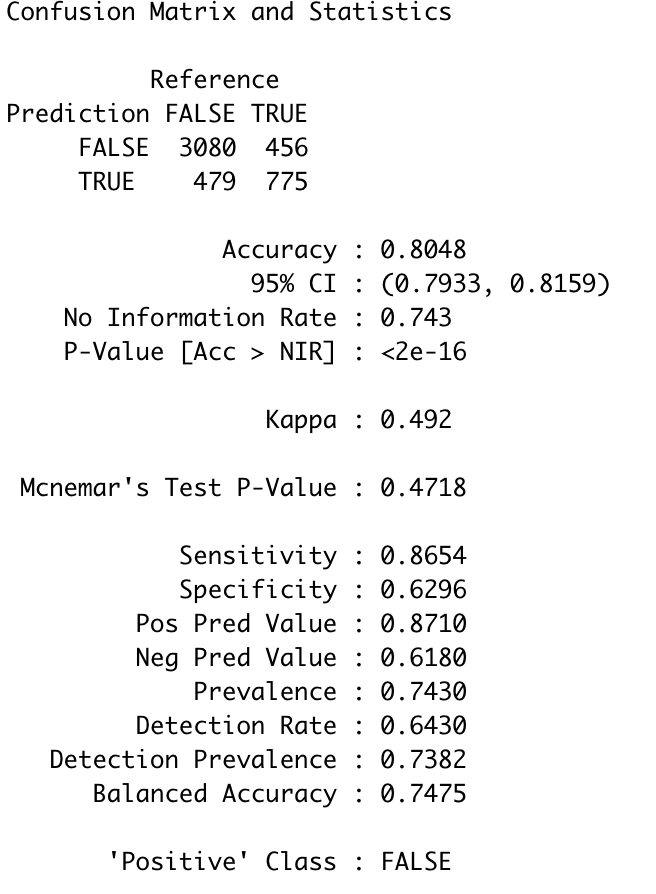 Confusion Matrix and Statistics
Reference
Prediction FALSE TRUE
FALSE 3080 456
TRUE 479 775
Accuracy : 0.8048
95% CI : (0.7933, 0.8159)
No Information Rate : 0.743
P-Value [Acc > NIR] : <2e-16
Kappa : 0.492
Mcnemar's Test P-Value : 0.4718
Sensitivity : 0.8654
Specificity : 0.6296
Pos Pred Value : 0.8710
Neg Pred Value : 0.6180
Prevalence : 0.7430
Detection Rate : 0.6430
Detection Prevalence : 0.7382
Balanced Accuracy : 0.7475
'Positive' Class : FALSE